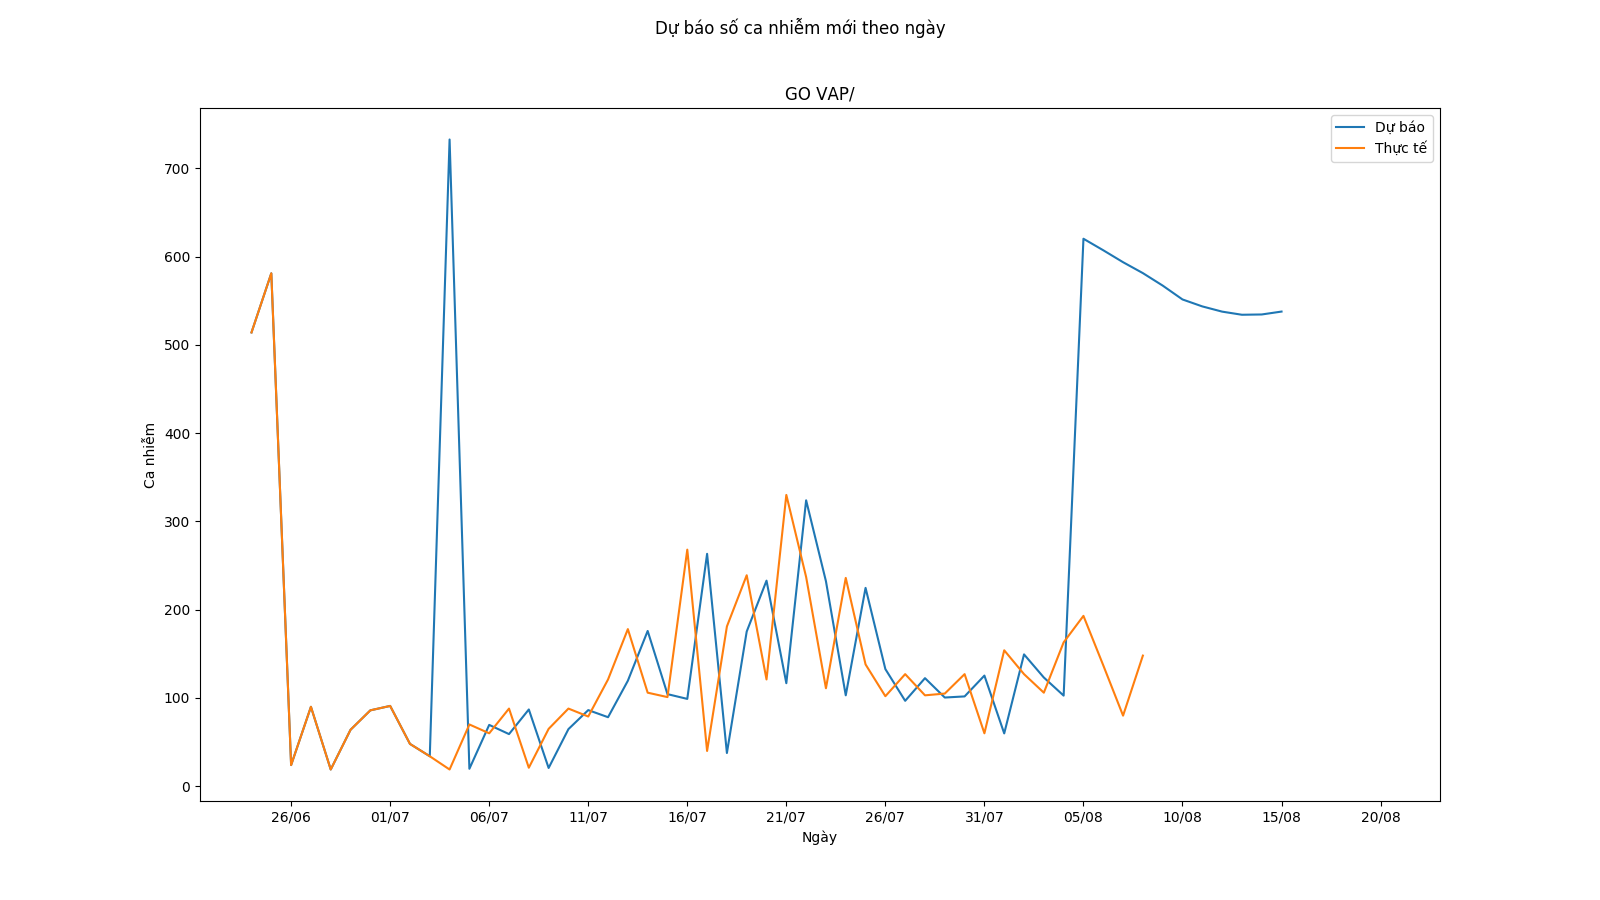 Dự báo số ca nhiễm mới theo ngày
GO VAP/
Dự báo
Thực tế
700
600
500
400
300
200
100
0
Ca nhiễm
26/06 01/07 06/07 11/07 16/07 21/07 26/07 31/07 05/08 10/08 15/08 20/08
Ngày